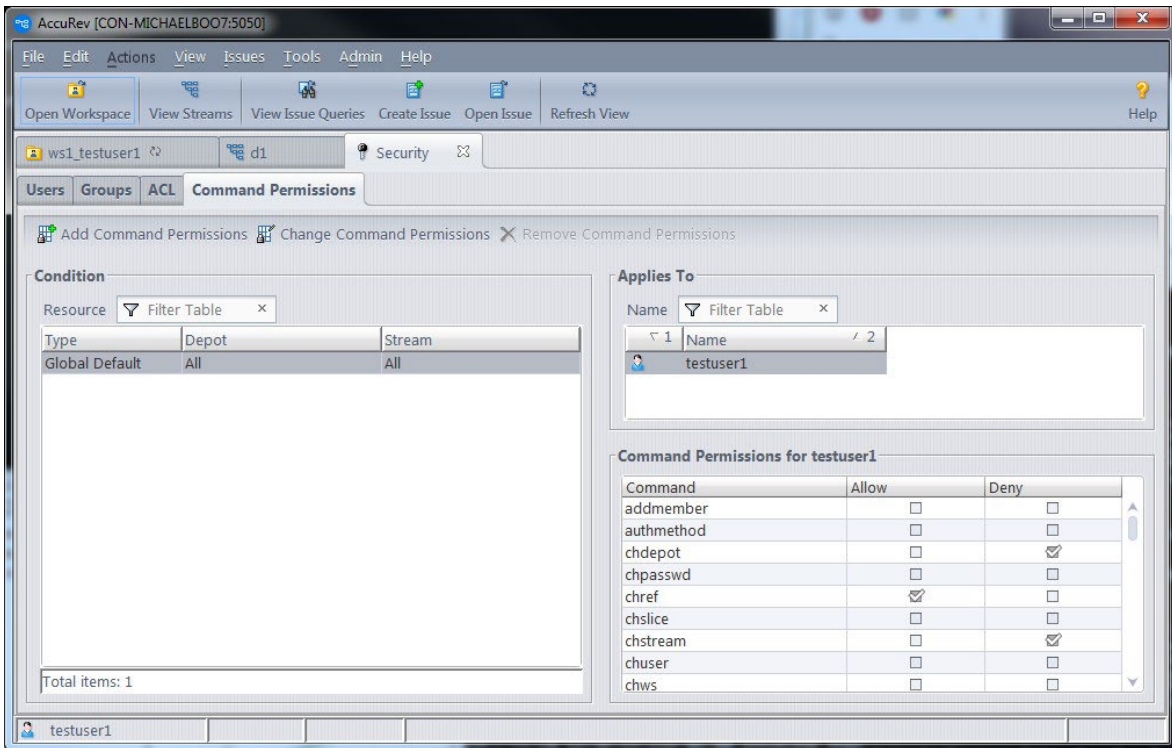 AccuRev [CON-MICHAELBOO7:5050]
File Edit Actions View Issues Tools Admin Help
Open Workspace View Streams View Issue Queries Create Issue Open Issue Refresh View Help
ws1_testuser1 d1 Security
Users Groups ACL Command Permissions
Add Command Permissions Change Command Permissions Remove Command Permissions
Condition
Resource Filter Table
Type Depot Stream
Global Default All All
Total items: 1
Applies To
Name Filter Table
1 Name 2
testuser1
Command Permissions for testuser1
Command Allow Deny
addmember
authmethod
chdepot
chpasswd
chref
chslice
chstream
chuser
chws
testuser1